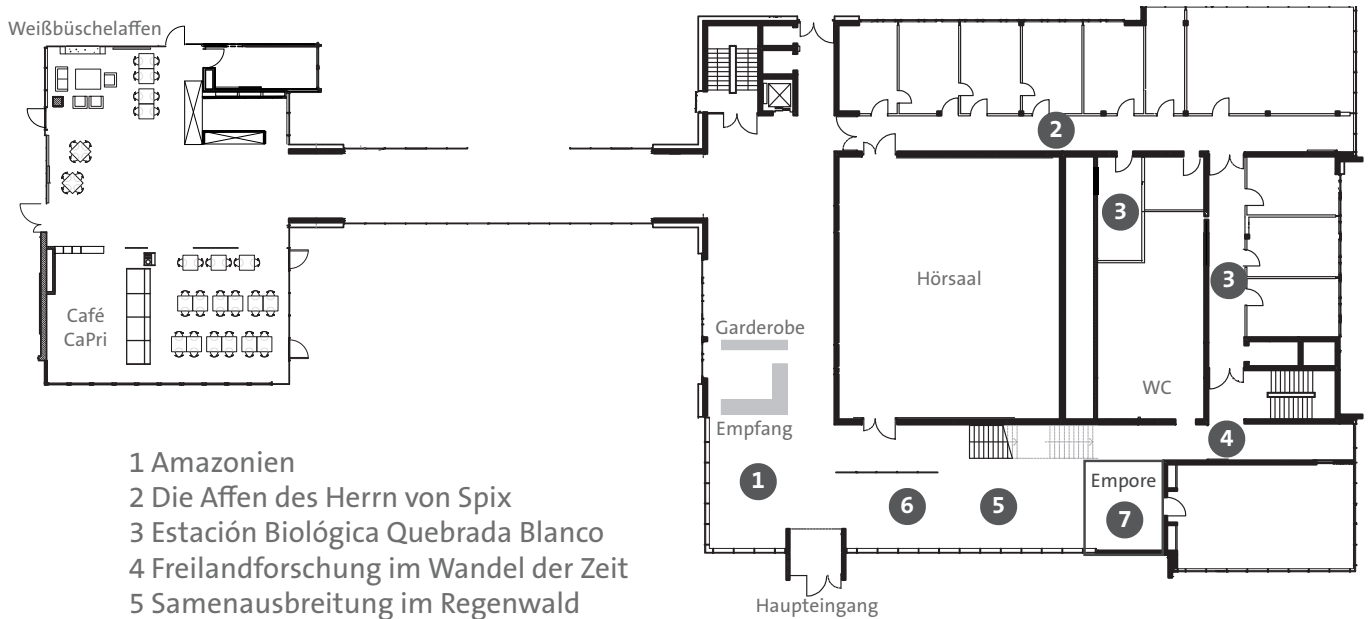 Weißbüschelaffen
2
3
3
Hörsaal
Café
CaPri
Garderobe
WC
Empfang
4
1 Amazonien
1
Empore
2 Die Affen des Herrn von Spix
6
5
7
3 Estación Biológica Quebrada Blanco
4 Freilandforschung im Wandel der Zeit
5 Samenausbreitung im Regenwald
Haupteingang